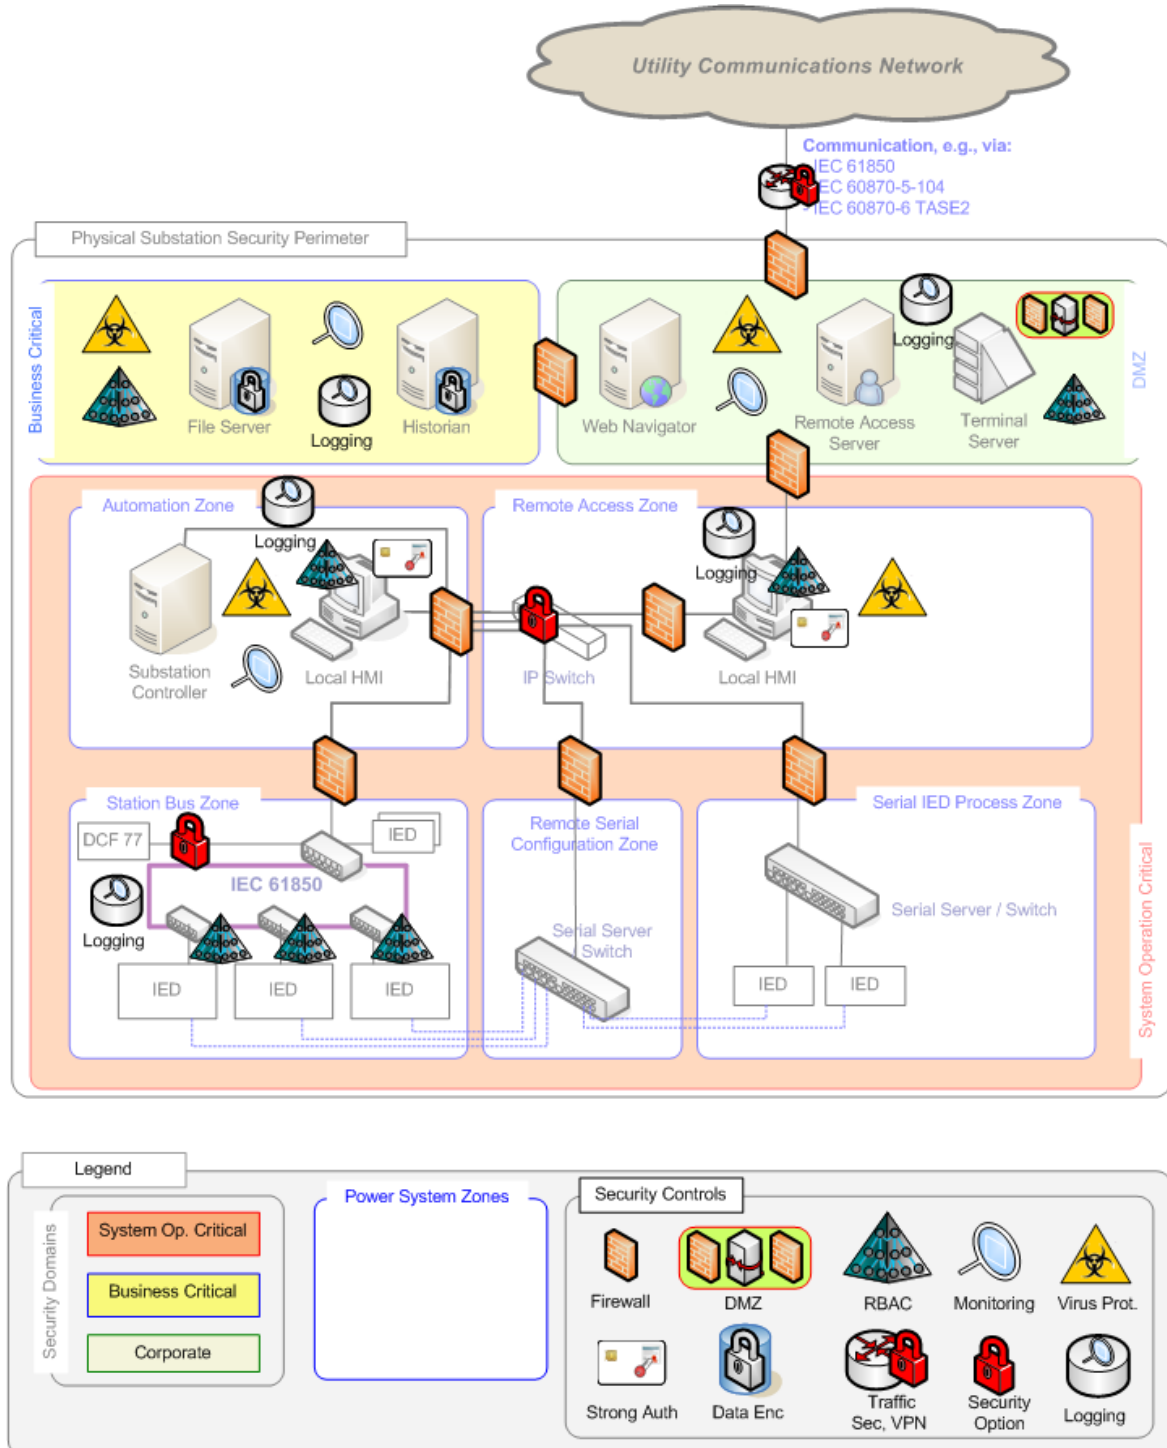 Utility Communications Network
Communication, e.g., via:
IEC 61850
IEC 60870-5-104
IEC 60870-6 TASE2
Physical Substation Security Perimeter
Business Critical
File Server
Logging
Historian
Web Navigator
Logging
Remote Access
Server
Terminal
Server
DMZ
Automation Zone
Logging
Substation
Controller
Local HMI
Remote Access Zone
Logging
IP Switch
Local HMI
Station Bus Zone
DCF 77
IED
IEC 61850
Logging
IED
IED
IED
Remote Serial
Configuration Zone
Serial Server
Switch
Serial IED Process Zone
Serial Server / Switch
IED
IED
System Operation Critical
Legend
Security Domains
System Op. Critical
Business Critical
Corporate
Power System Zones
Security Controls
Firewall
DMZ
RBAC
Monitoring
Virus Prot.
Strong Auth
Data Enc
Traffic
Sec, VPN
Security
Option
Logging